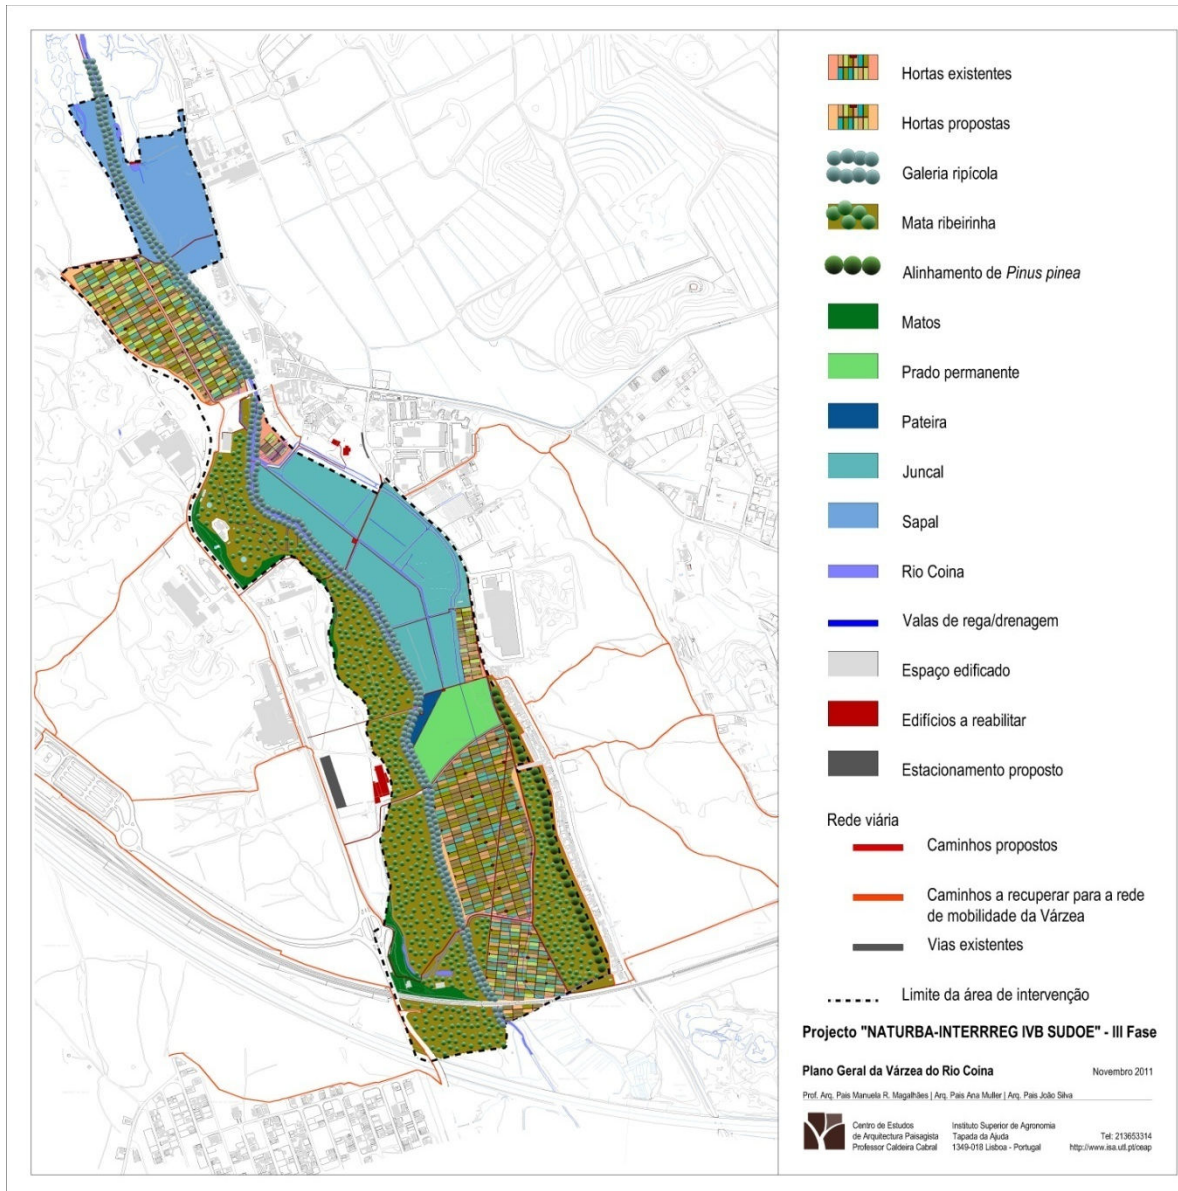 Hortas existentes
Hortas propostas
Galeria ripícola
Mata ribeirinha
Alinhamento de Pinus pinea
Matos
Prado permanente
Pateira
Juncal
Sapal
Rio Coina
Valas de rega/drenagem
Espaço edificado
Edifícios a reabilitar
Estacionamento proposto
Rede viária
Caminhos propostos
Caminhos a recuperar para a rede
de mobilidade da Várzea
Vias existentes
Limite da área de intervenção
Projecto "NATURBA-INTERRREG IVB SUDOE" - III Fase
Plano Geral da Várzea do Rio Coina Novembro 2011
Prof. Arq. Pais Manuela R. Magalhães | Arq. Pais Ana Muller | Arq. Pais João Silva
Centro de Estudos
de Arquitectura Paisagista
Professor Caldeira Cabral
Instituto Superior de Agronomia
Tapada da Ajuda
1349-018 Lisboa - Portugal
Tel: 213653314
http://www.isa.utl.pt/ceap